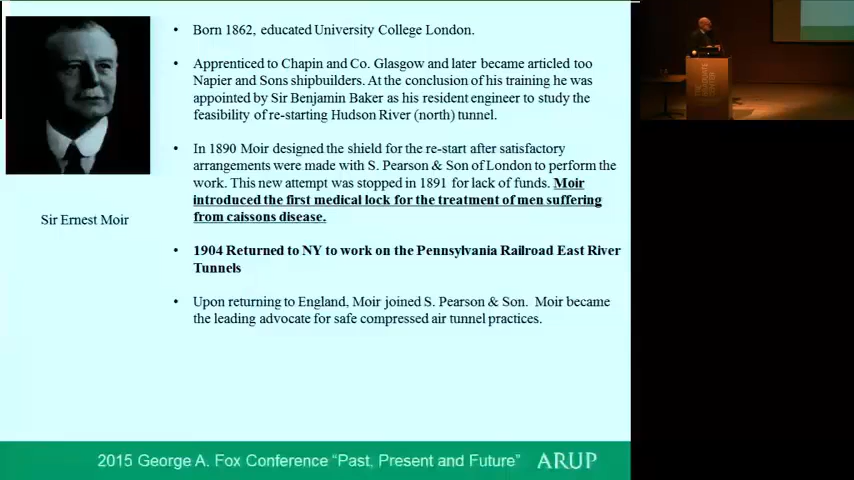 • Born 1862, educated University College London.
• Apprenticed to Chapin and Co. Glasgow and later became articled too
Napier and Sons shipbuilders. At the conclusion of his training he was
appointed by Sir Benjamin Baker as his resident engineer to study the
feasibility of re-starting Hudson River (north) tunnel.
• In 1890 Moir designed the shield for the re-start after satisfactory
arrangements were made with S. Pearson & Son of London to perform the
work. This new attempt was stopped in 1891 for lack of funds. Moir
introduced the first medical lock for the treatment of men suffering
from caissons disease.
Sir Ernest Moir
• 1904 Returned to NY to work on the Pennsylvania Railroad East River
Tunnels
• Upon returning to England, Moir joined S. Pearson & Son. Moir became
the leading advocate for safe compressed air tunnel practices.
2015 George A. Fox Conference "Past, Present and Future" ARUP